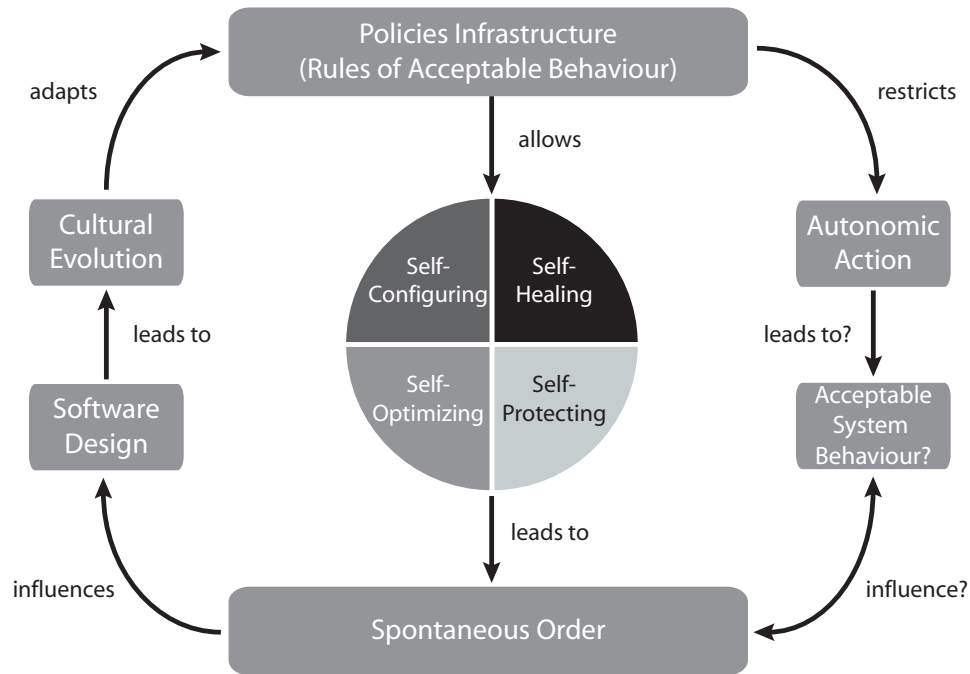 Policies Infrastructure
(Rules of Acceptable Behaviour)
adapts
restricts
allows
Cultural
Evolution
Autonomic
Action
Self-
Configuring
Self-
Healing
leads to
leads to?
Self-
Optimizing
Self-
Protecting
Software
Design
Acceptable
System
Behaviour?
leads to
influences
influence?
Spontaneous Order